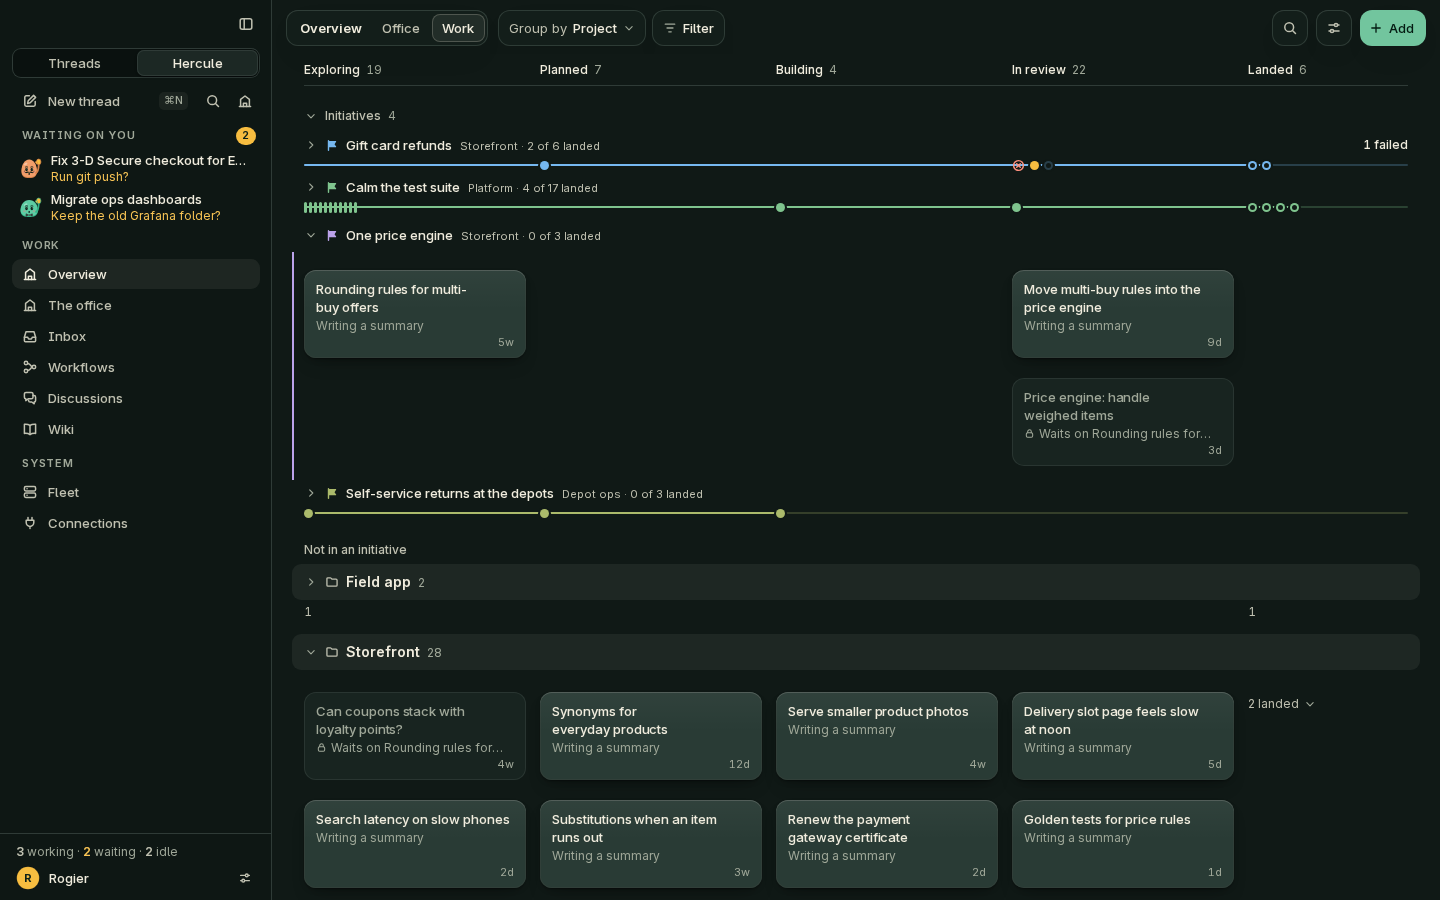 Threads
Hercule
New thread
⌘N
WAITING ON YOU
2
Fix 3-D Secure checkout for E…
Run git push?
Migrate ops dashboards
Keep the old Grafana folder?
WORK
Overview
The office
Inbox
Workflows
Discussions
Wiki
SYSTEM
Fleet
Connections
3 working · 2 waiting · 2 idle
R
Rogier
Overview
Office
Work
Group by Project
Filter
Add
Exploring 19
Planned 7
Building 4
In review 22
Landed 6
Initiatives 4
Gift card refunds Storefront · 2 of 6 landed
1 failed
Calm the test suite Platform · 4 of 17 landed
One price engine Storefront · 0 of 3 landed
Rounding rules for multi-
buy offers
Writing a summary
5w
Move multi-buy rules into the
price engine
Writing a summary
9d
Price engine: handle
weighed items
Waits on Rounding rules for…
3d
Self-service returns at the depots Depot ops · 0 of 3 landed
Not in an initiative
Field app 2
1
1
Storefront 28
Can coupons stack with
loyalty points?
Waits on Rounding rules for…
4w
Synonyms for
everyday products
Writing a summary
12d
Serve smaller product photos
Writing a summary
4w
Delivery slot page feels slow
at noon
Writing a summary
5d
2 landed
Search latency on slow phones
Writing a summary
2d
Substitutions when an item
runs out
Writing a summary
3w
Renew the payment
gateway certificate
Writing a summary
2d
Golden tests for price rules
Writing a summary
1d